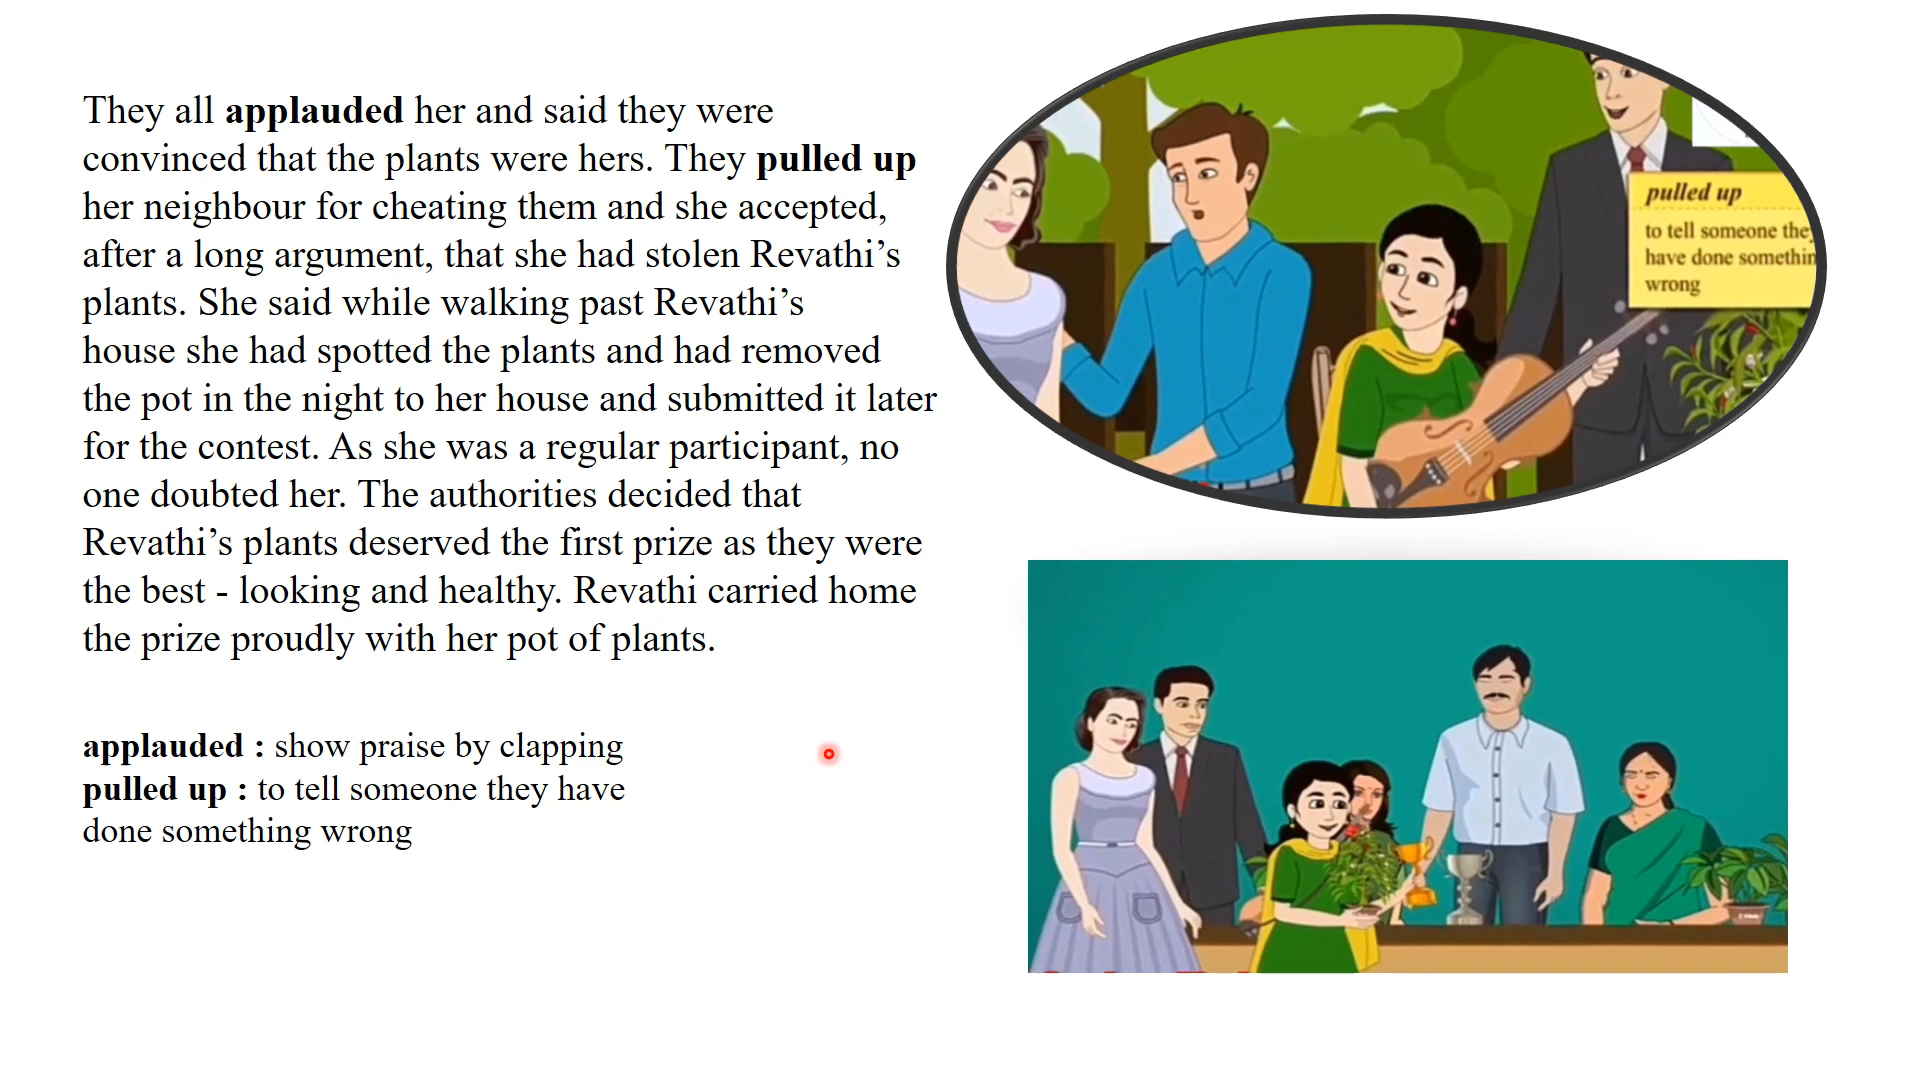 They all applauded her and said they were
convinced that the plants were hers. They pulled up
her neighbour for cheating them and she accepted,
after a long argument, that she had stolen Revathi’s
plants. She said while walking past Revathi’s
house she had spotted the plants and had removed
the pot in the night to her house and submitted it later
for the contest. As she was a regular participant, no
one doubted her. The authorities decided that
Revathi’s plants deserved the first prize as they were
the best - looking and healthy. Revathi carried home
the prize proudly with her pot of plants.
applauded : show praise by clapping
pulled up : to tell someone they have
done something wrong
pulled up
to tell someone
have done
wrong